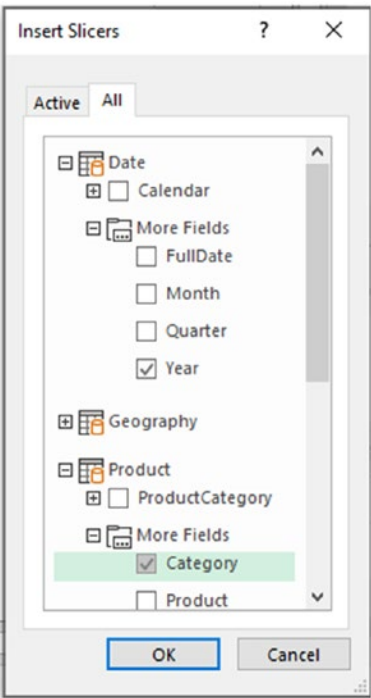 Insert Slicers ? ×
Active All
Date
Calendar
More Fields
FullDate
Month
Quarter
Year
Geography
Product
ProductCategory
More Fields
Category
Product
OK Cancel